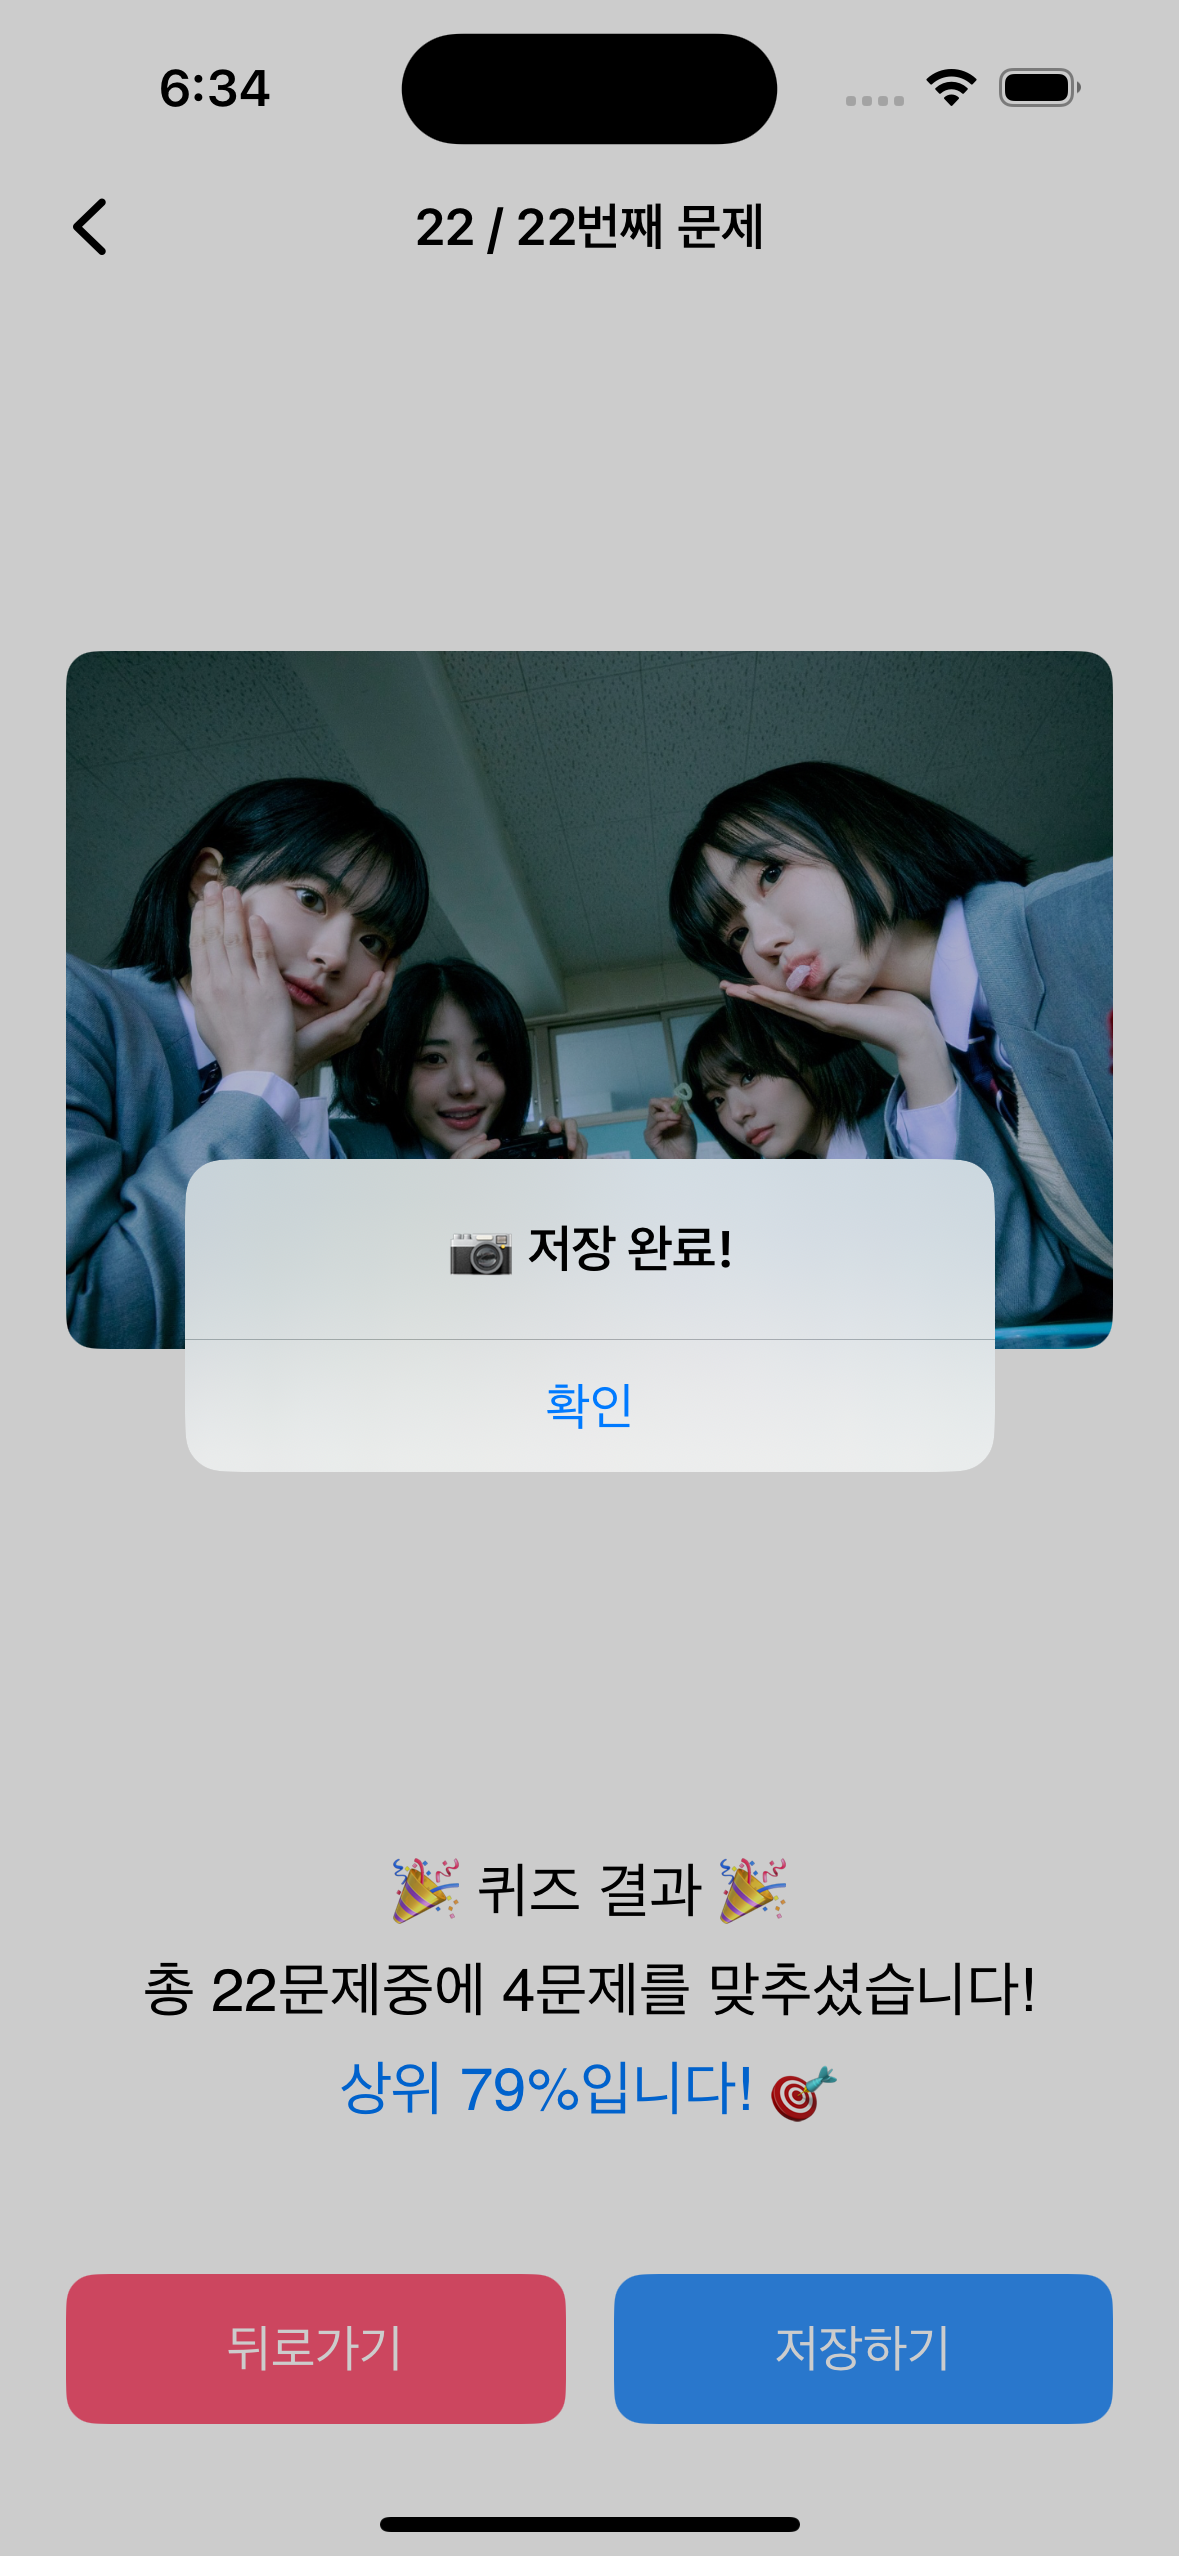 6:34
22 / 22번째 문제
📷 저장 완료!
확인
🎉 퀴즈 결과 🎉
총 22문제중에 4문제를 맞추셨습니다!
상위 79%입니다! 🎯
뒤로가기
저장하기